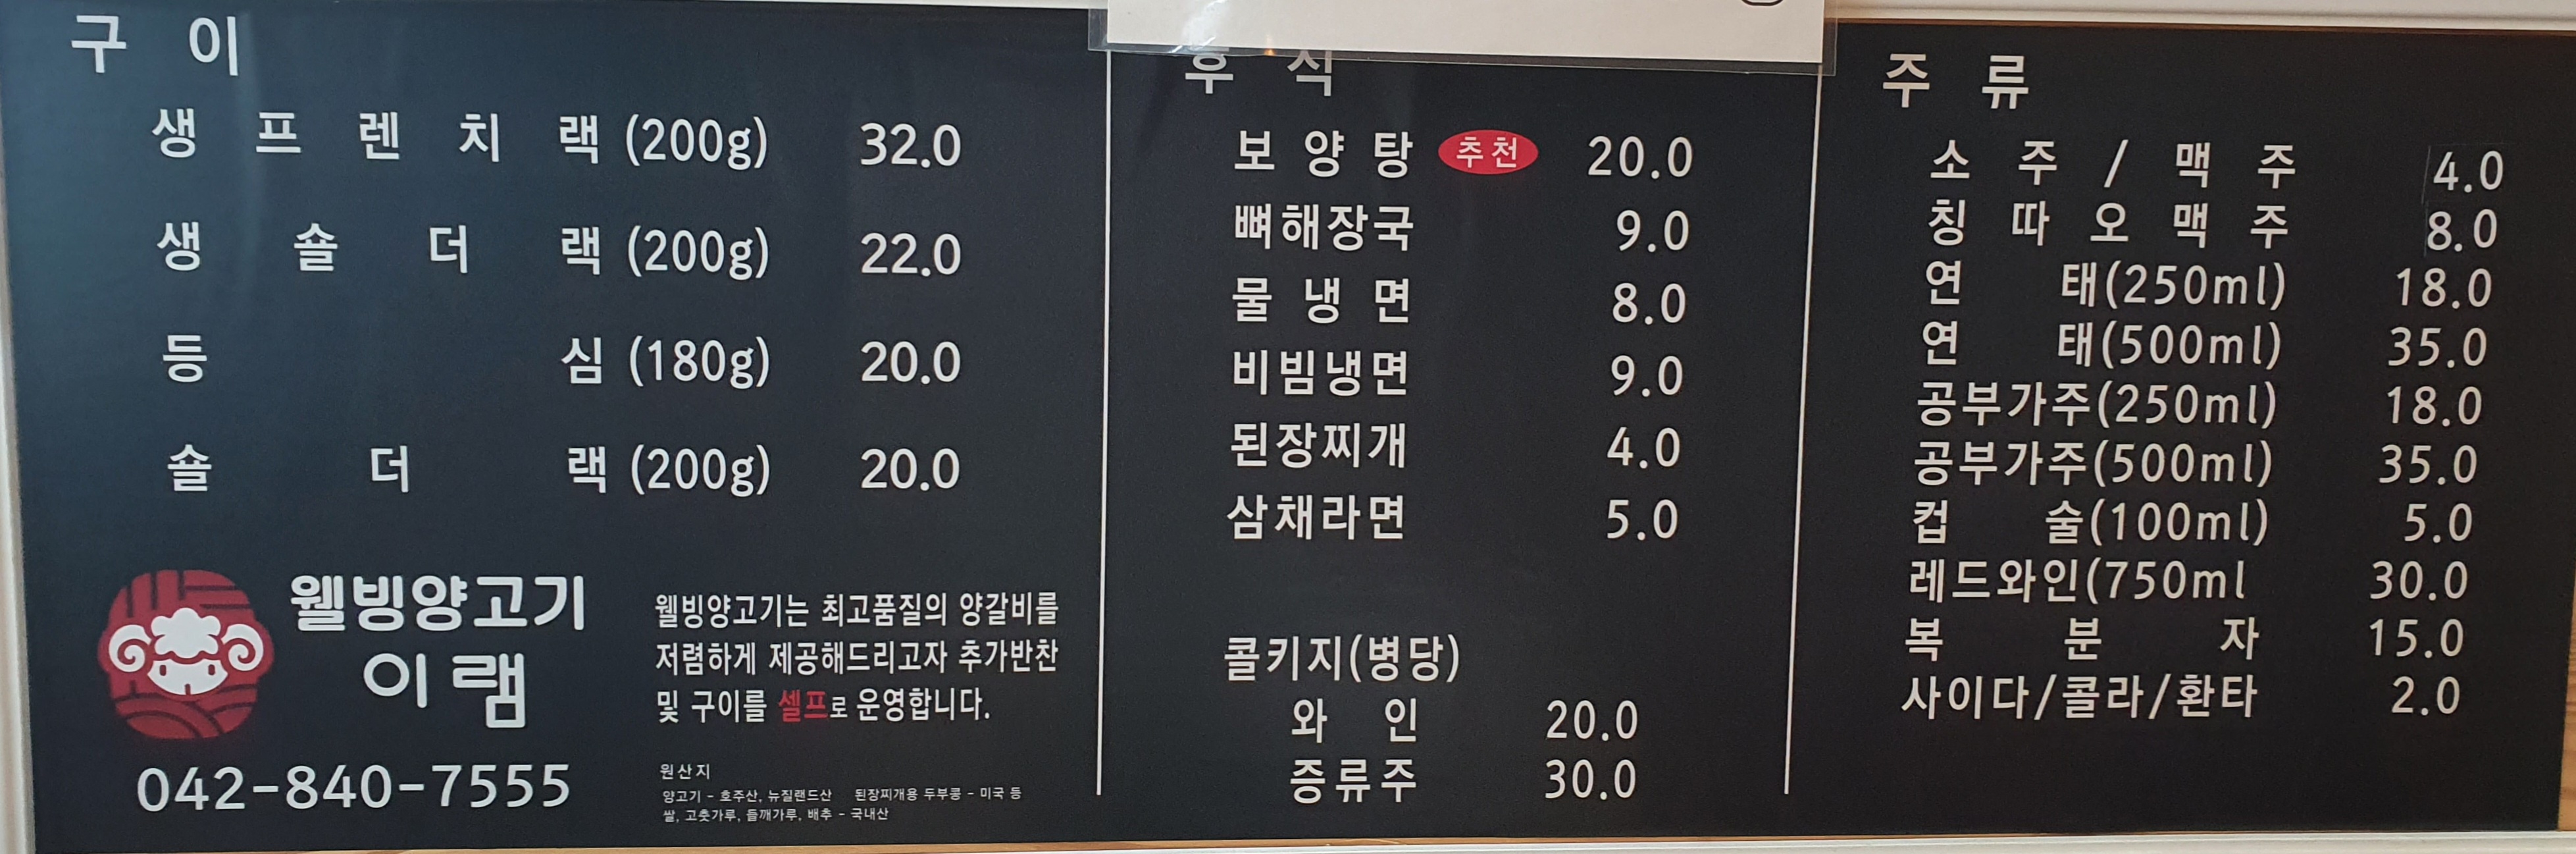 구 이
생 프 렌 치 랙 (200g) 32.0
생 숄 더 랙 (200g) 22.0
등 심 (180g) 20.0
숄 더 랙 (200g) 20.0
웰빙양고기
이램
042-840-7555
웰빙양고기는 최고품질의 양갈비를
저렴하게 제공해드리고자 추가반찬
및 구이를 셀프로 운영합니다.
원산지
양고기 - 호주산, 뉴질랜드산 된장찌개용 두부콩 - 미국 등
쌀, 고춧가루, 들깨가루, 배추 - 국내산
후 식
보 양 탕 추천 20.0
뼈해장국 9.0
물 냉 면 8.0
비빔냉면 9.0
된장찌개 4.0
삼채라면 5.0
콜키지(병당)
와 인 20.0
증류주 30.0
주 류
소 주 / 맥 주 4.0
칭 따 오 맥 주 8.0
연 태(250ml) 18.0
연 태(500ml) 35.0
공부가주(250ml) 18.0
공부가주(500ml) 35.0
컵 술(100ml) 5.0
레드와인(750ml 30.0
복 분 자 15.0
사이다/콜라/환타 2.0